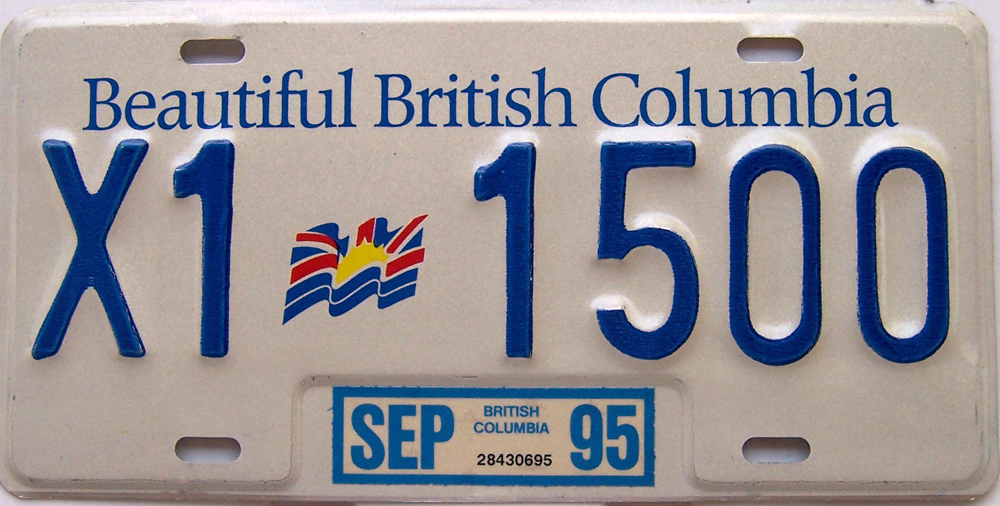 Beautiful British Columbia
X1 1500
SEP BRITISH COLUMBIA 95
28430695